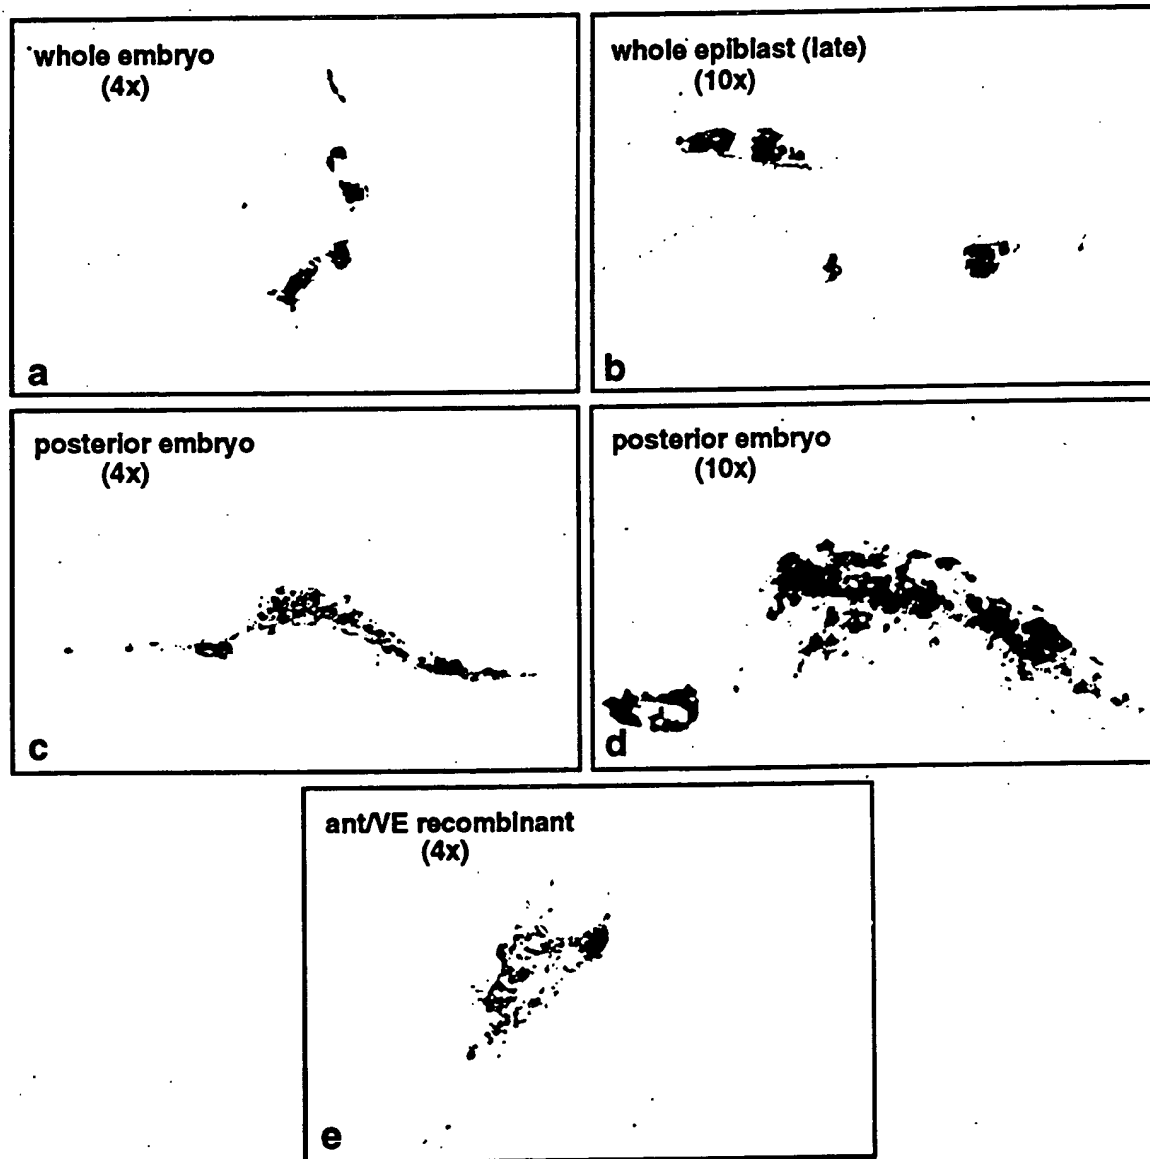 whole embryo
(4x)
a
whole epiblast (late)
(10x)
b
posterior embryo
(4x)
c
posterior embryo
(10x)
d
ant/VE recombinant
(4x)
e